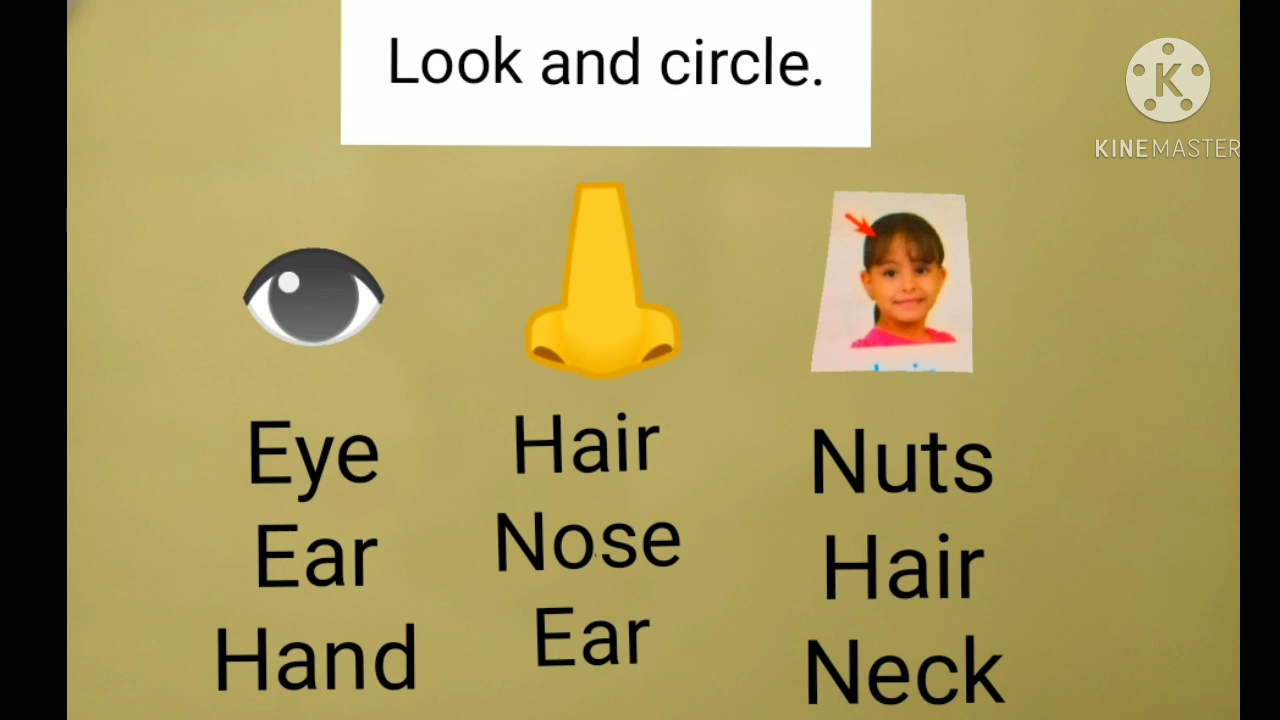 Look and circle.
KINEMASTER
Eye
Ear
Hand
Hair
Nose
Ear
Nuts
Hair
Neck